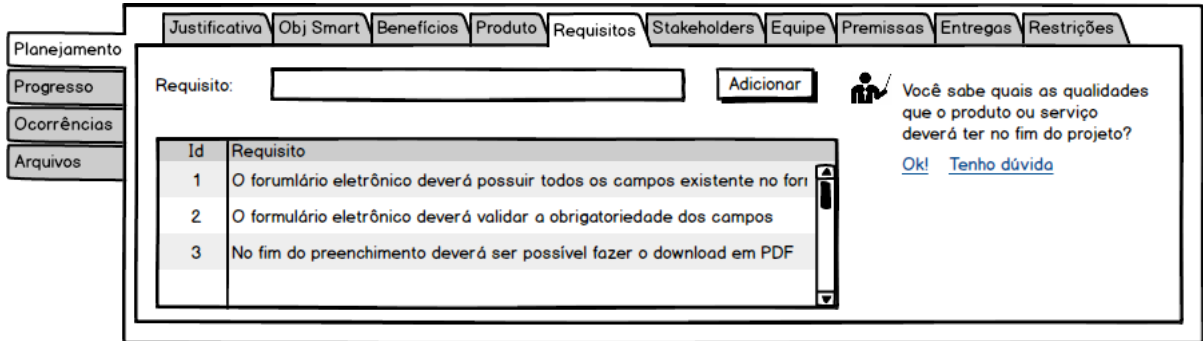 Justificativa Obj Smart Benefícios Produto Requisitos Stakeholders Equipe Premissas Entregas Restrições
Planejamento
Progresso
Ocorrências
Arquivos
Requisito:
Adicionar
Id Requisito
1 O forumlário eletrônico deverá possuir todos os campos existente no
2 O formulário eletrônico deverá validar a obrigatoriedade dos campos
3 No fim do preenchimento deverá ser possível fazer o download em PDF
Você sabe quais as qualidades
que o produto ou serviço
deverá ter no fim do projeto?
Ok! Tenho dúvida